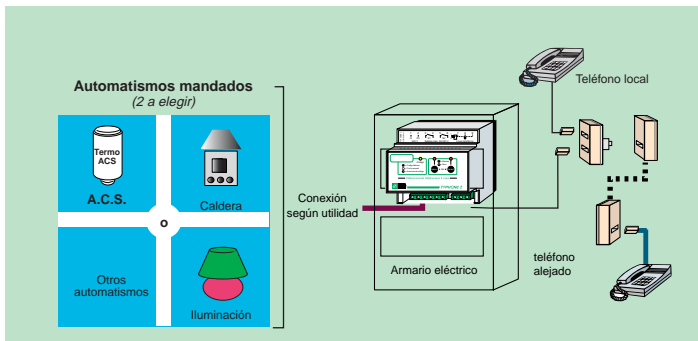 Automatismos mandados
(2 a elegir)
Termo
ACS
A.C.S.
Caldera
o
Otros
automatismos
Iluminación
Conexión
según utilidad
Armario eléctrico
Teléfono local
teléfono
alejado